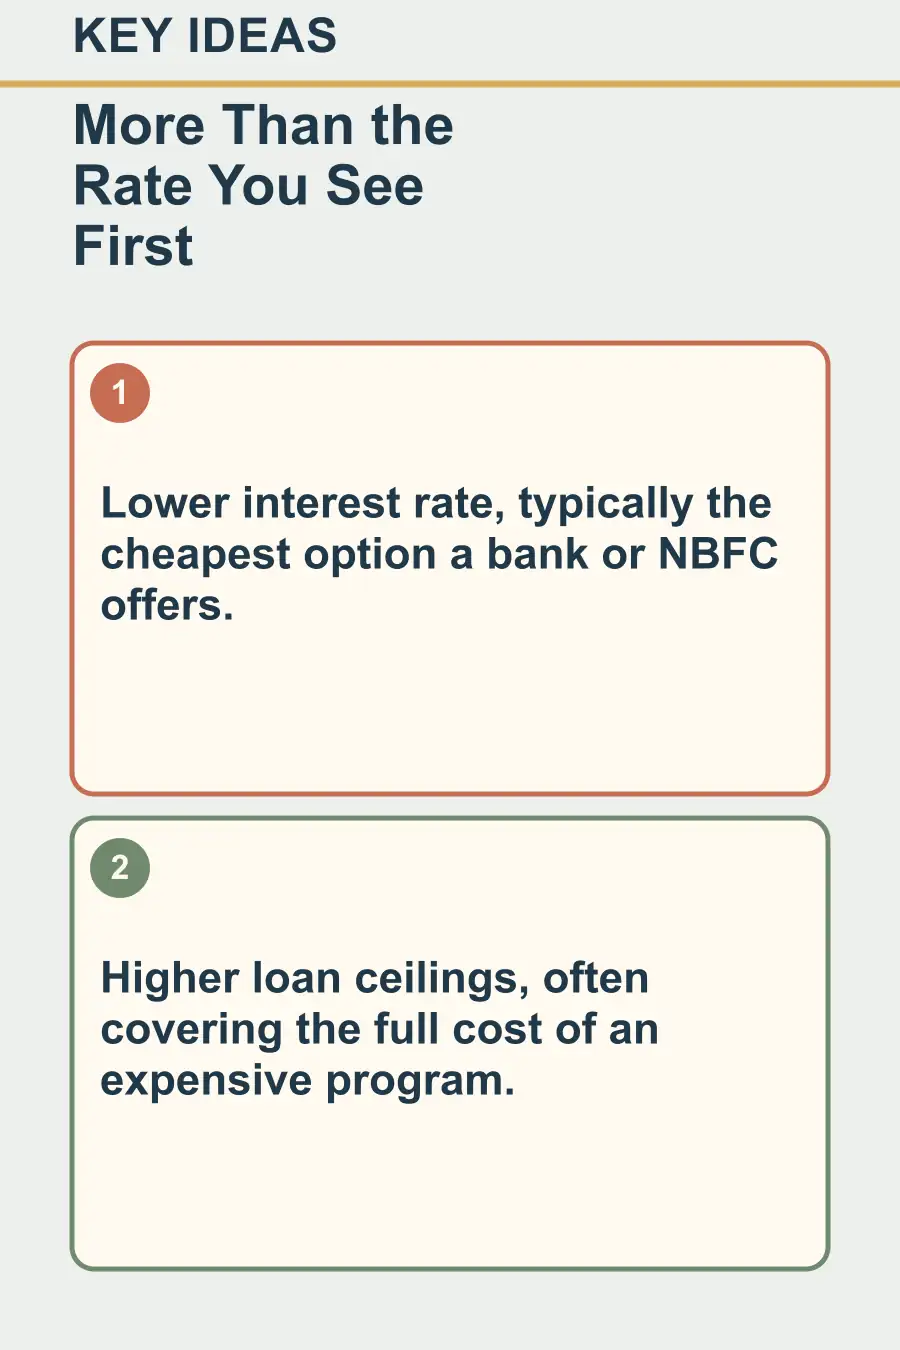 KEY IDEAS
More Than the
Rate You See
First
1
Lower interest rate, typically the
cheapest option a bank or NBFC
offers.
2
Higher loan ceilings, often
covering the full cost of an
expensive program.